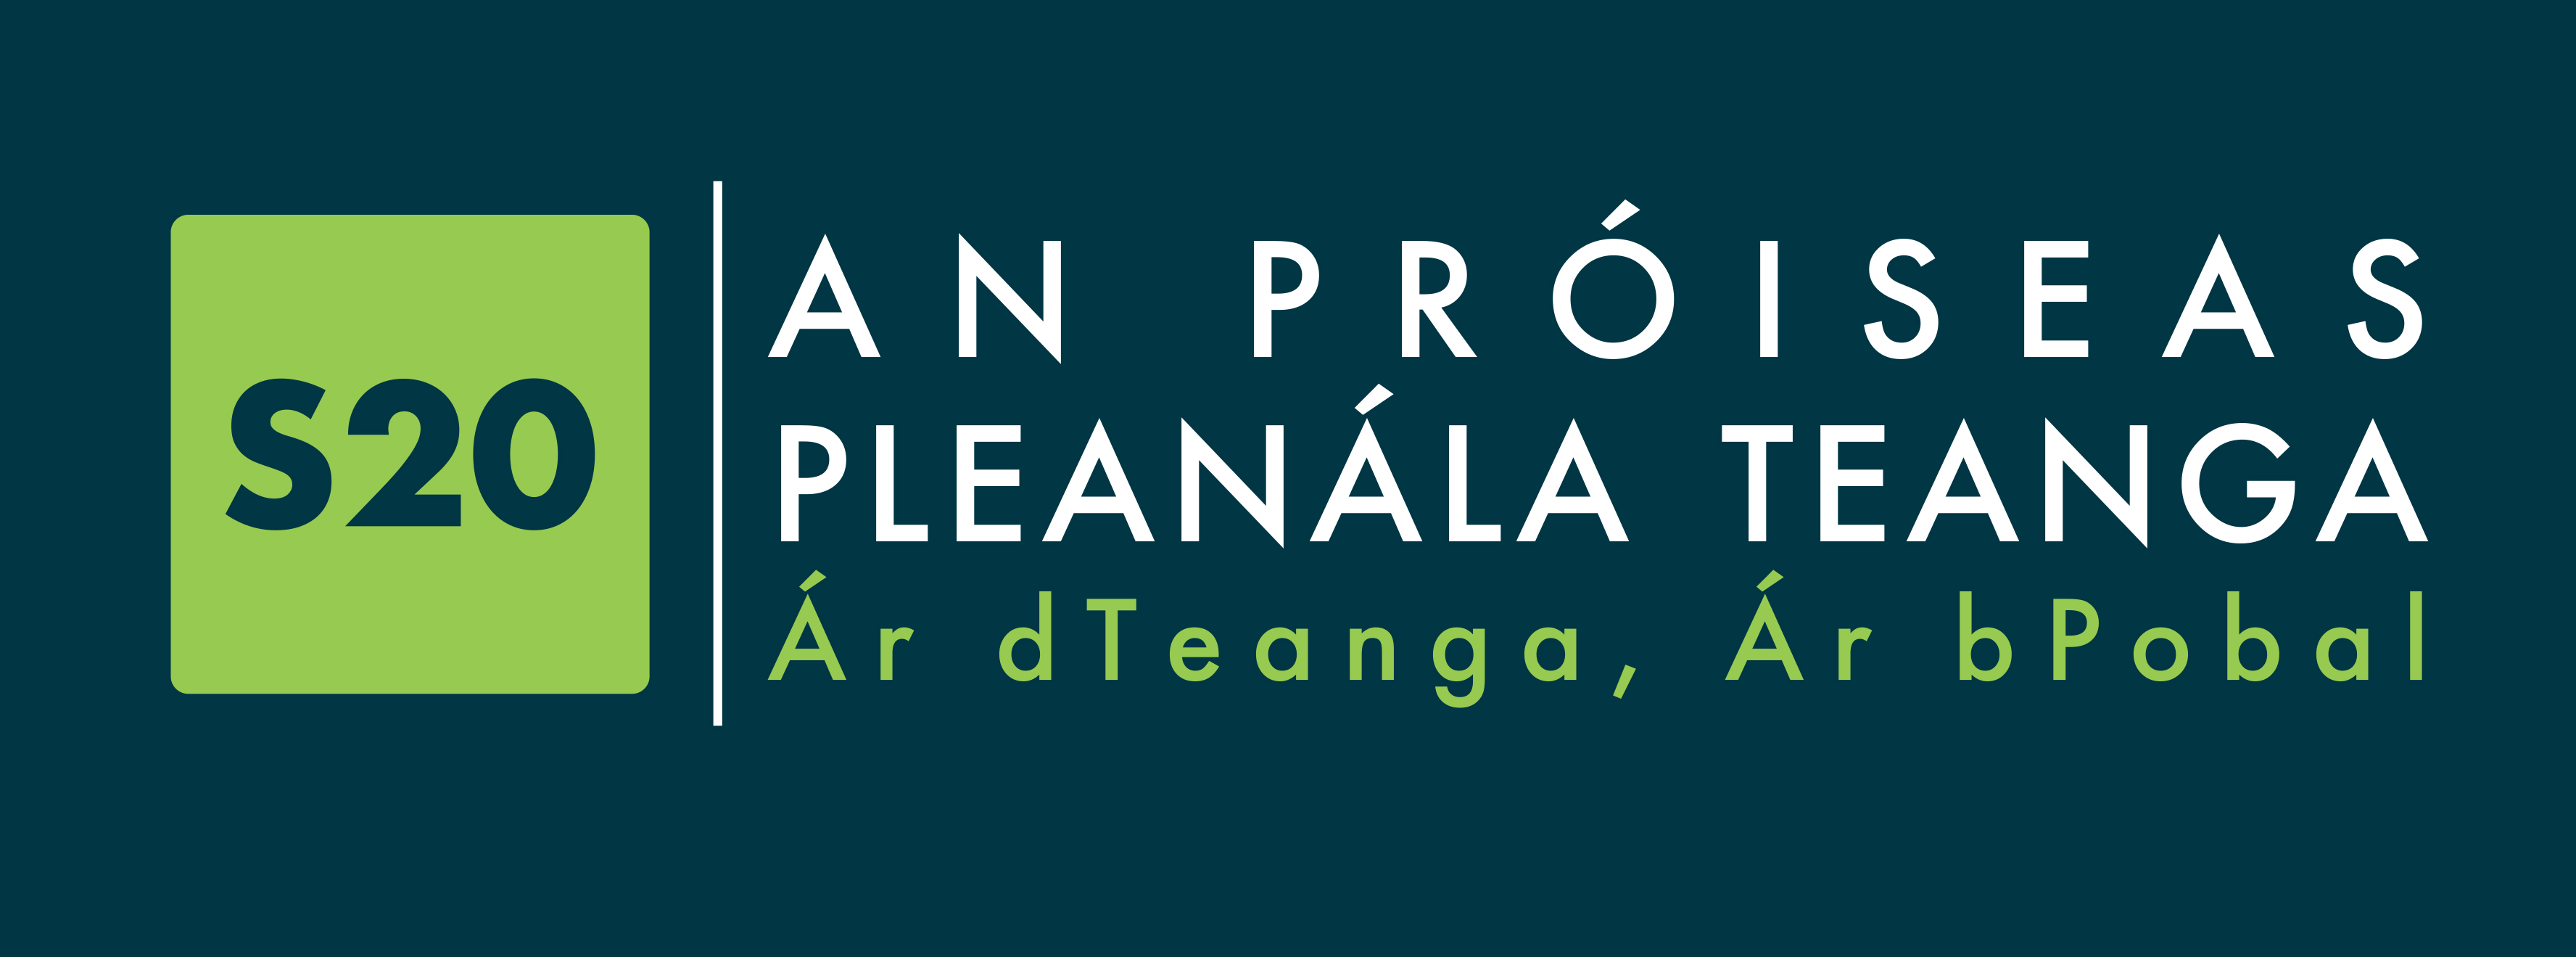 S20
AN PRÓISEAS
PLEANÁLA TEANGA
Ár dTeanga, Ár bPobal